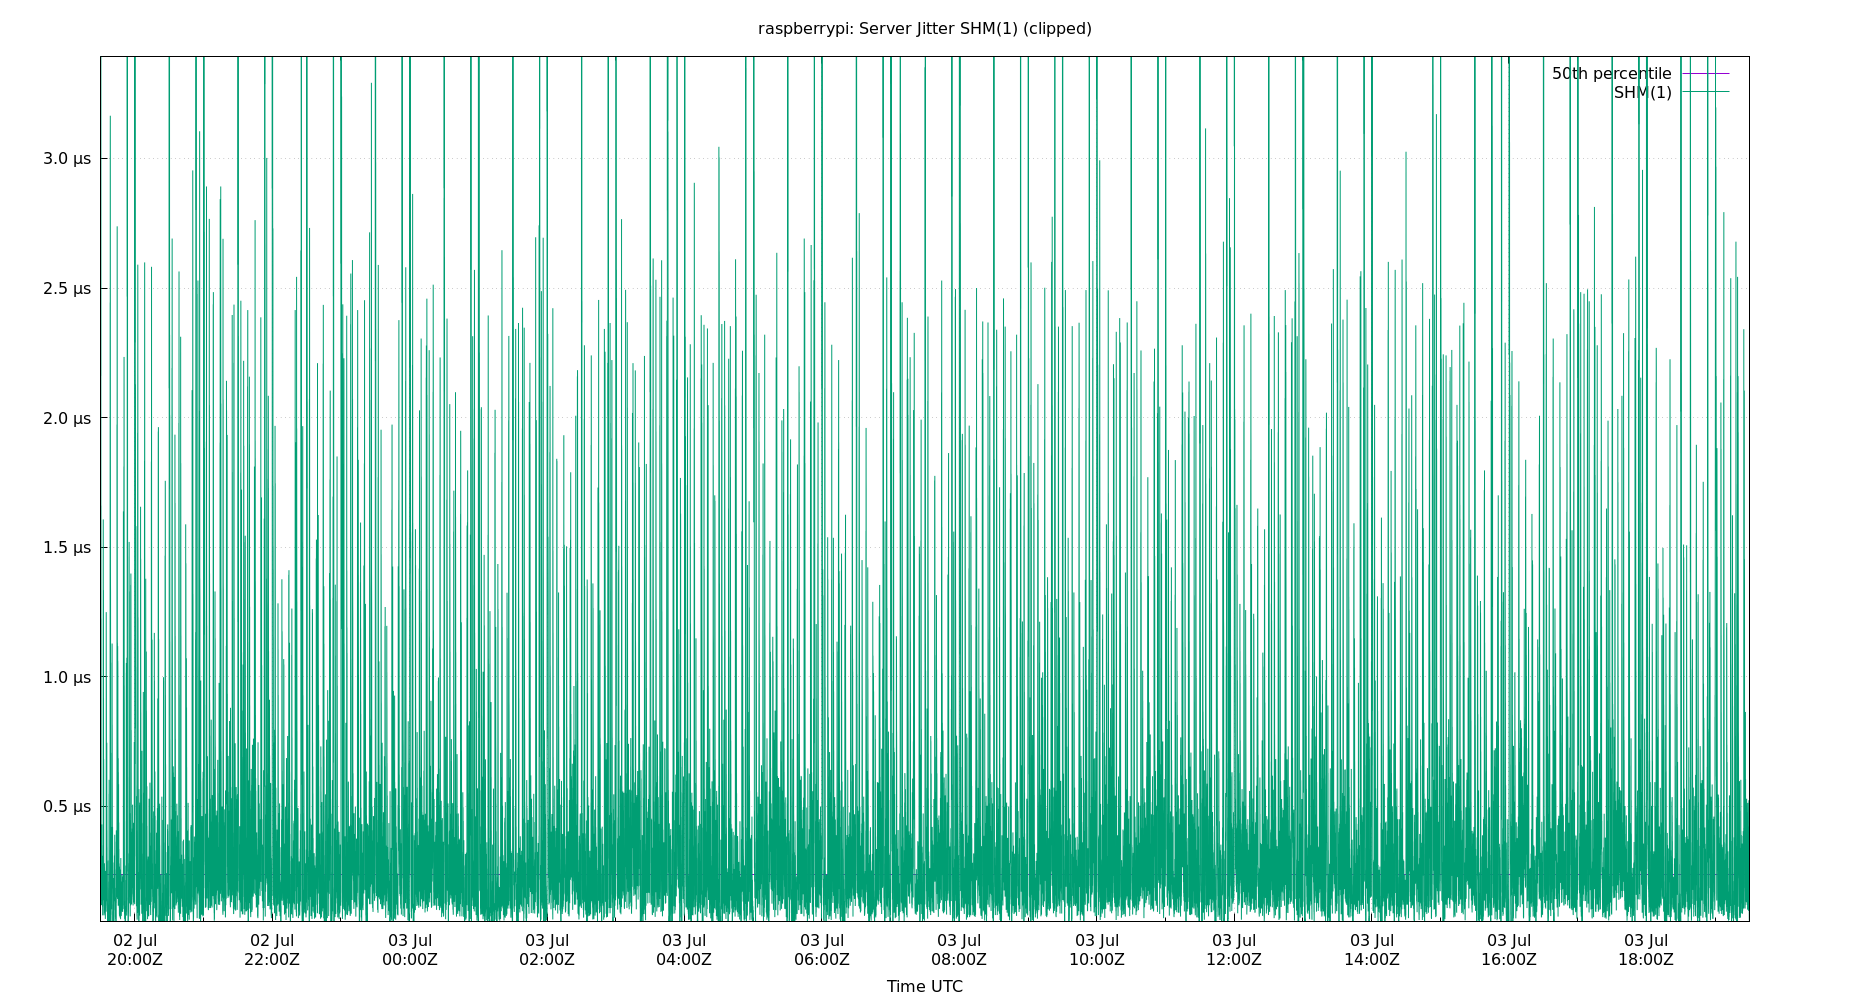 raspberrypi: Server Jitter SHM(1) (clipped)
50th percentile
SHM(1)
3.0 µs
2.5 µs
2.0 µs
1.5 µs
1.0 µs
0.5 µs
02 Jul 02 Jul 03 Jul 03 Jul 03 Jul 03 Jul 03 Jul 03 Jul 03 Jul 03 Jul 03 Jul 03 Jul
20:00Z 22:00Z 00:00Z 02:00Z 04:00Z 06:00Z 08:00Z 10:00Z 12:00Z 14:00Z 16:00Z 18:00Z
Time UTC